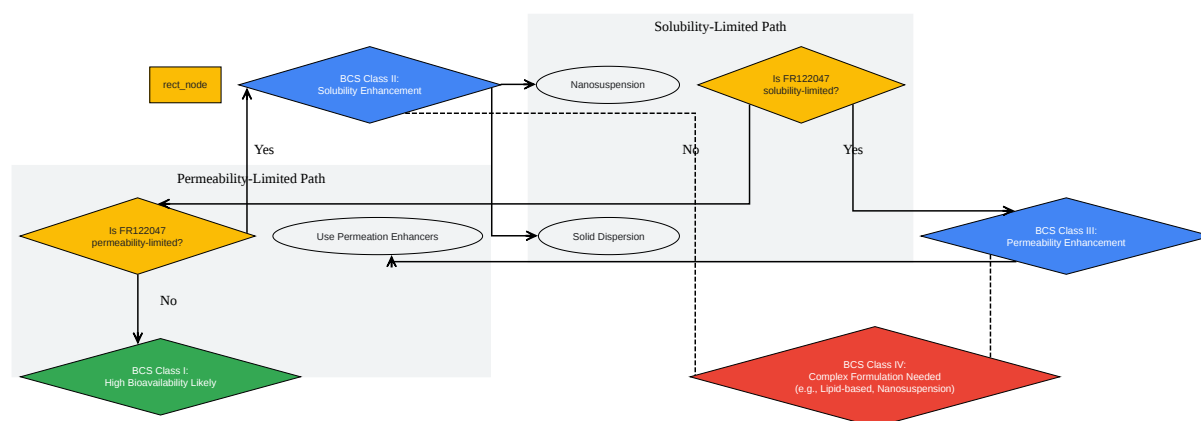 Solubility-Limited Path
rect_node
BCS Class II:
Solubility Enhancement
Nanosuspension
Is FR122047
solubility-limited?
Yes
No
Yes
Permeability-Limited Path
Is FR122047
permeability-limited?
Use Permeation Enhancers
Solid Dispersion
BCS Class III:
Permeability Enhancement
No
BCS Class I:
High Bioavailability Likely
BCS Class IV:
Complex Formulation Needed
(e.g., Lipid-based, Nanosuspension)